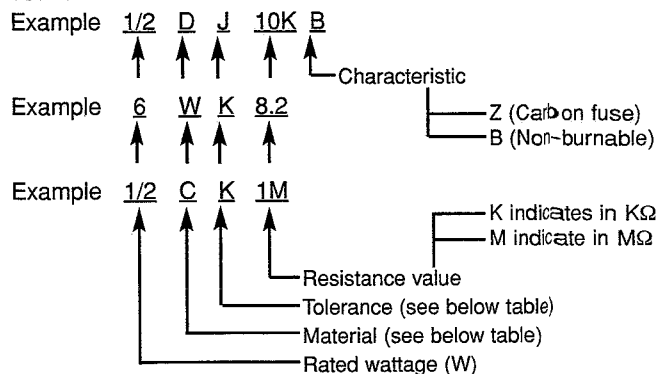 Example 1/2 D J 10K B
Characteristic
Z (Carbon fuse)
Example 6 W K 8.2
B (Non-burnable)
Example 1/2 C K 1M
K indicates in KΩ
M indicate in MΩ
Resistance value
Tolerance (see below table)
Material (see below table)
Rated wattage (W)